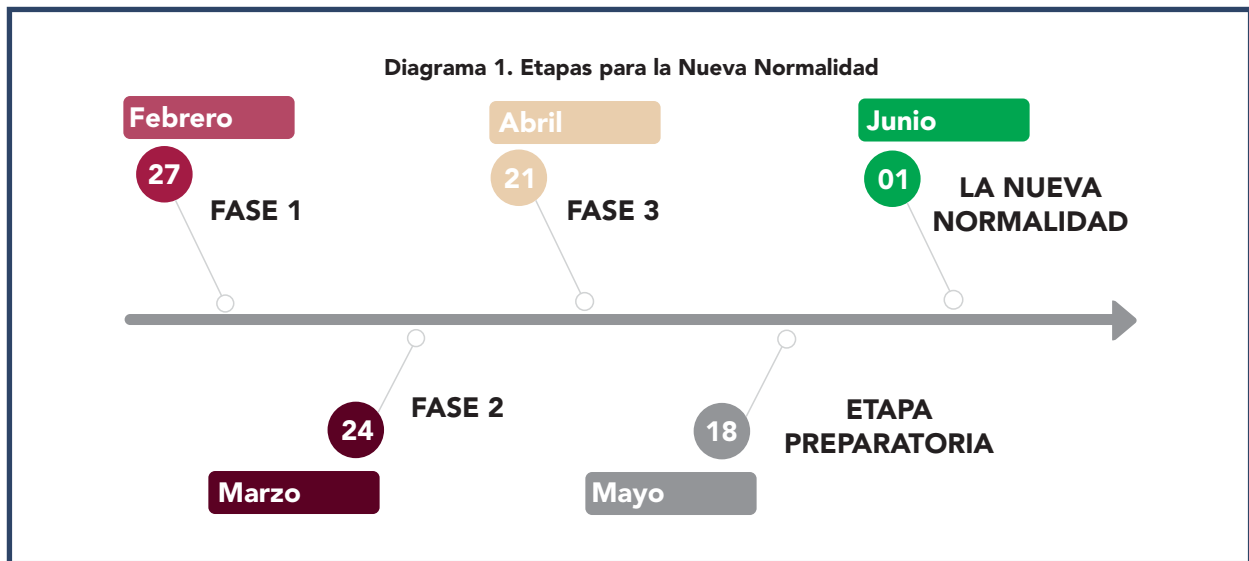 Diagrama 1. Etapas para la Nueva Normalidad
Febrero
27
FASE 1
Abril
21
FASE 3
Junio
01
LA NUEVA
NORMALIDAD
24
FASE 2
Marzo
18
ETAPA
PREPARATORIA
Mayo